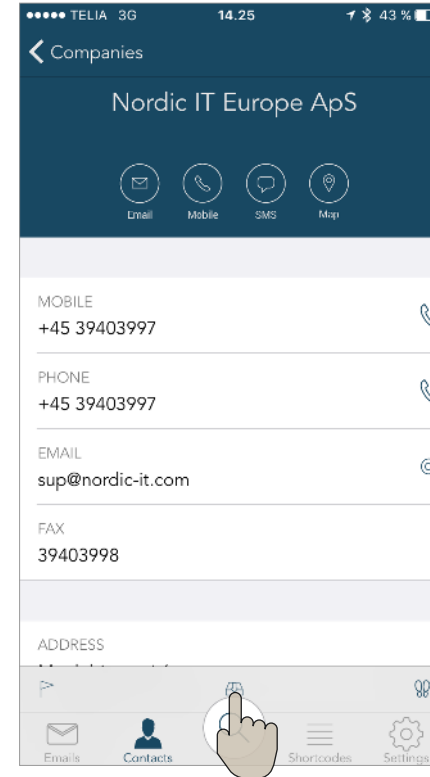 TELIA 3G 14.25 43 %
Companies
Nordic IT Europe ApS
Email Mobile SMS Map
MOBILE
+45 39403997
PHONE
+45 39403997
EMAIL
sup@nordic-it.com
FAX
39403998
ADDRESS
Emails Contacts Shortcodes Settings